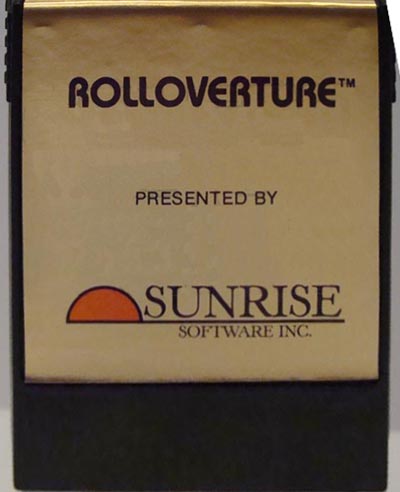 ROLLOVERTURE™
PRESENTED BY
SUNRISE
SOFTWARE INC.